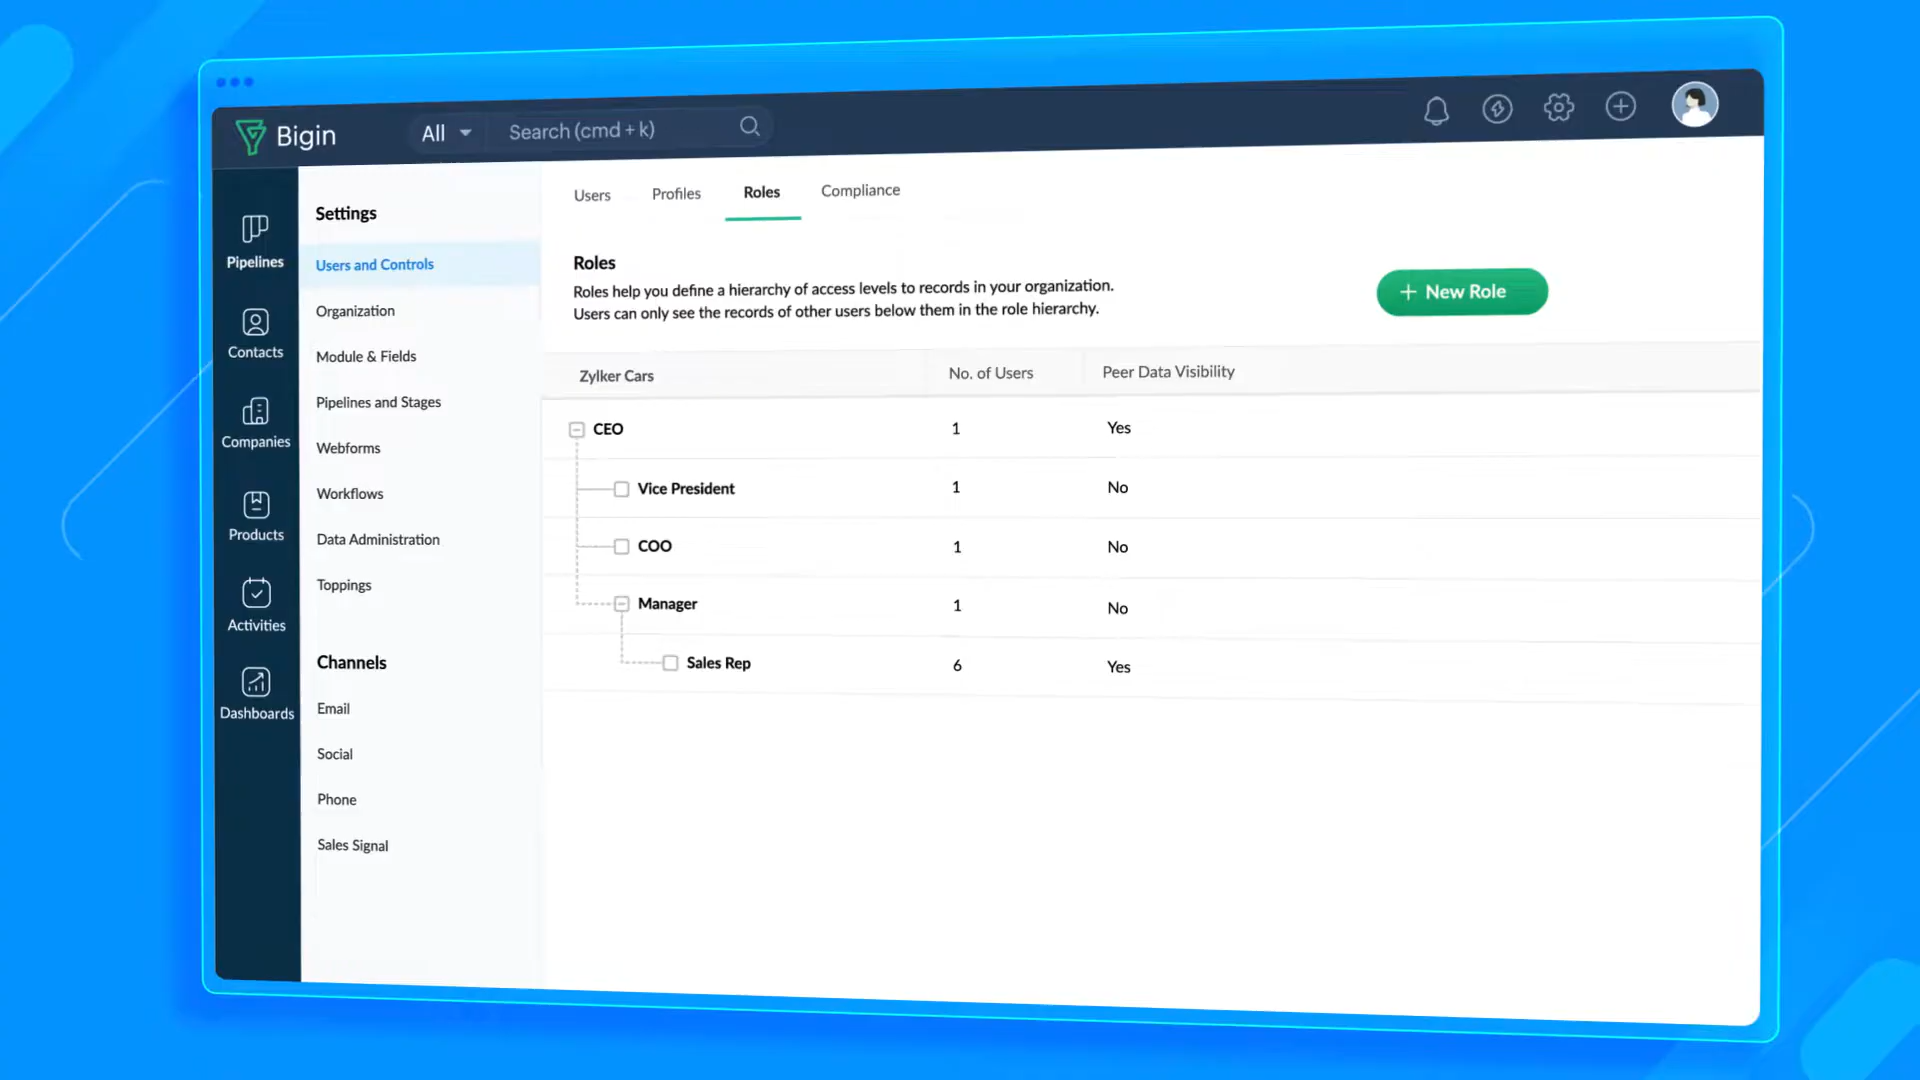 Bigin
All
Search (cmd + k)
Pipelines
Contacts
Companies
Products
Activities
Dashboards
Settings
Users and Controls
Organization
Module & Fields
Pipelines and Stages
Webforms
Workflows
Data Administration
Toppings
Channels
Email
Social
Phone
Sales Signal
Users Profiles Roles Compliance
Roles
Roles help you define a hierarchy of access levels to records in your organization.
Users can only see the records of other users below them in the role hierarchy.
+ New Role
Zylker Cars No. of Users Peer Data Visibility
CEO 1 Yes
Vice President 1 No
COO 1 No
Manager 1 No
Sales Rep 6 Yes